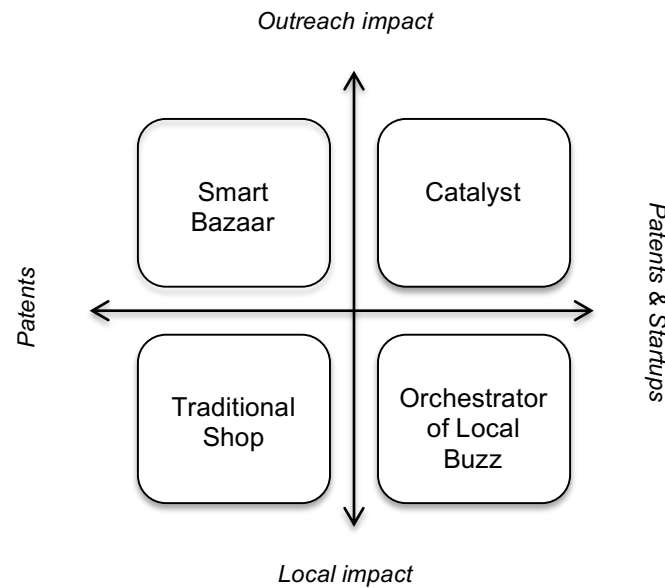 Outreach impact
Smart
Bazaar
Catalyst
Patents
Patents & Startups
Traditional
Shop
Orchestrator
of Local
Buzz
Local impact